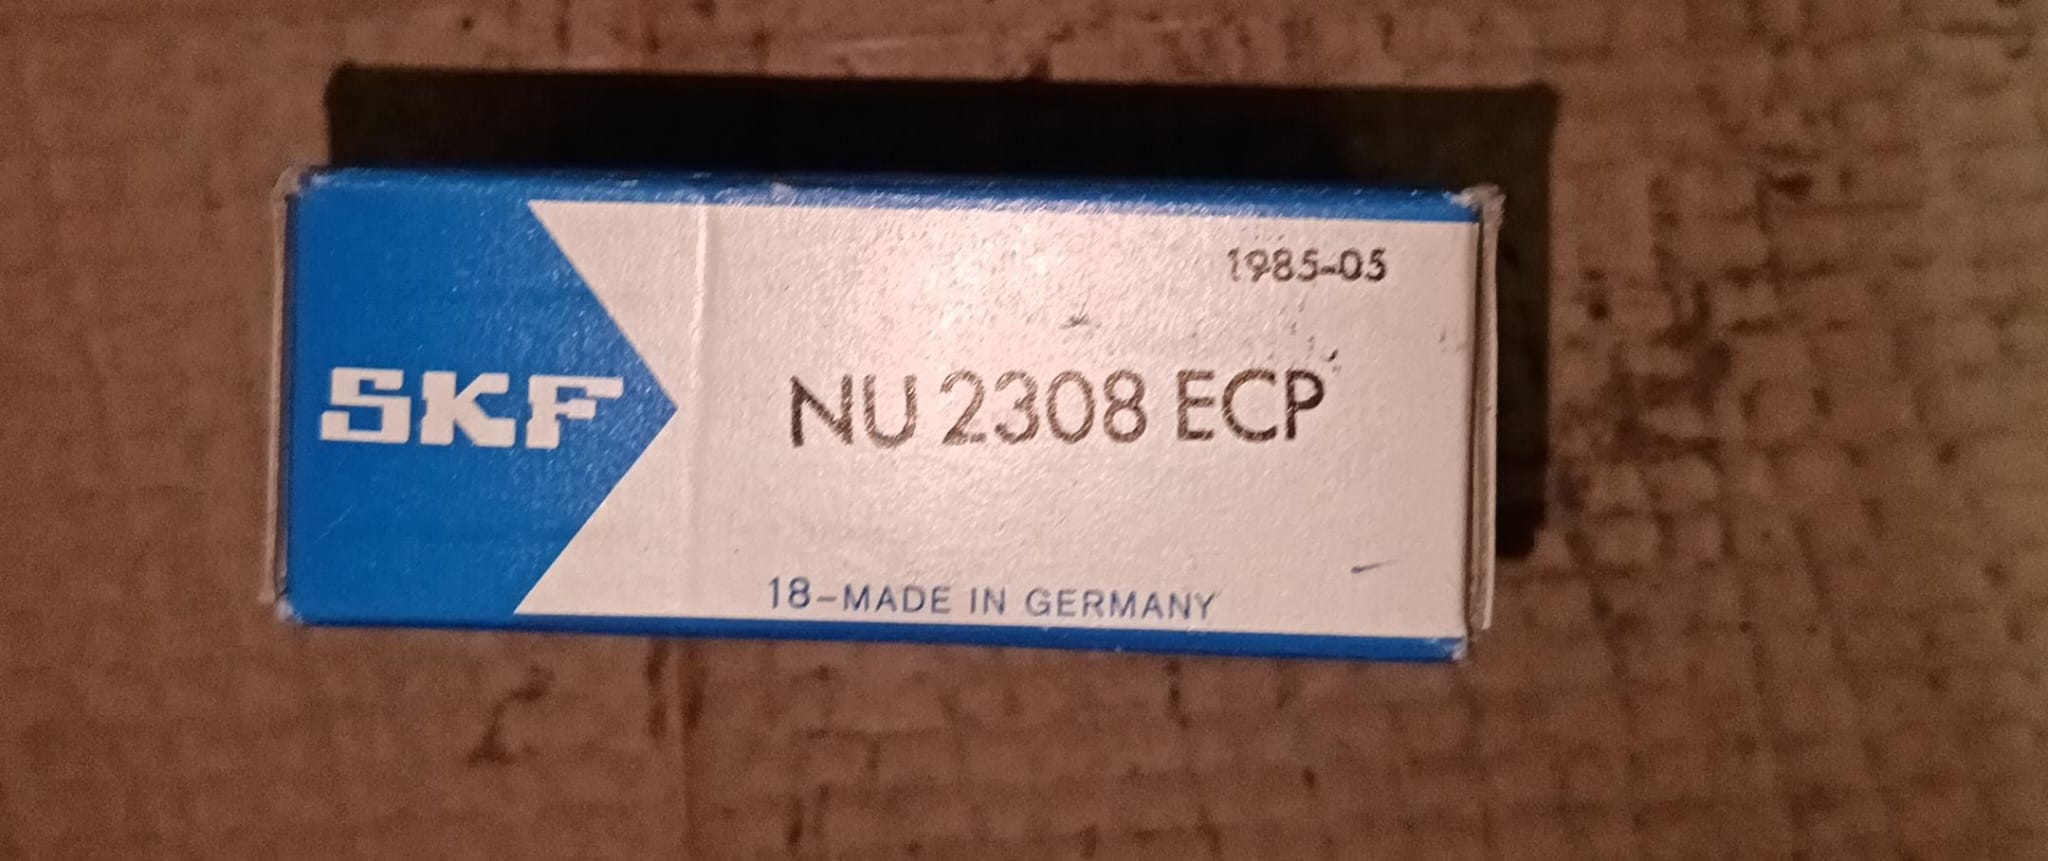 1985-05
SKF
NU 2308 ECP
18-MADE IN GERMANY